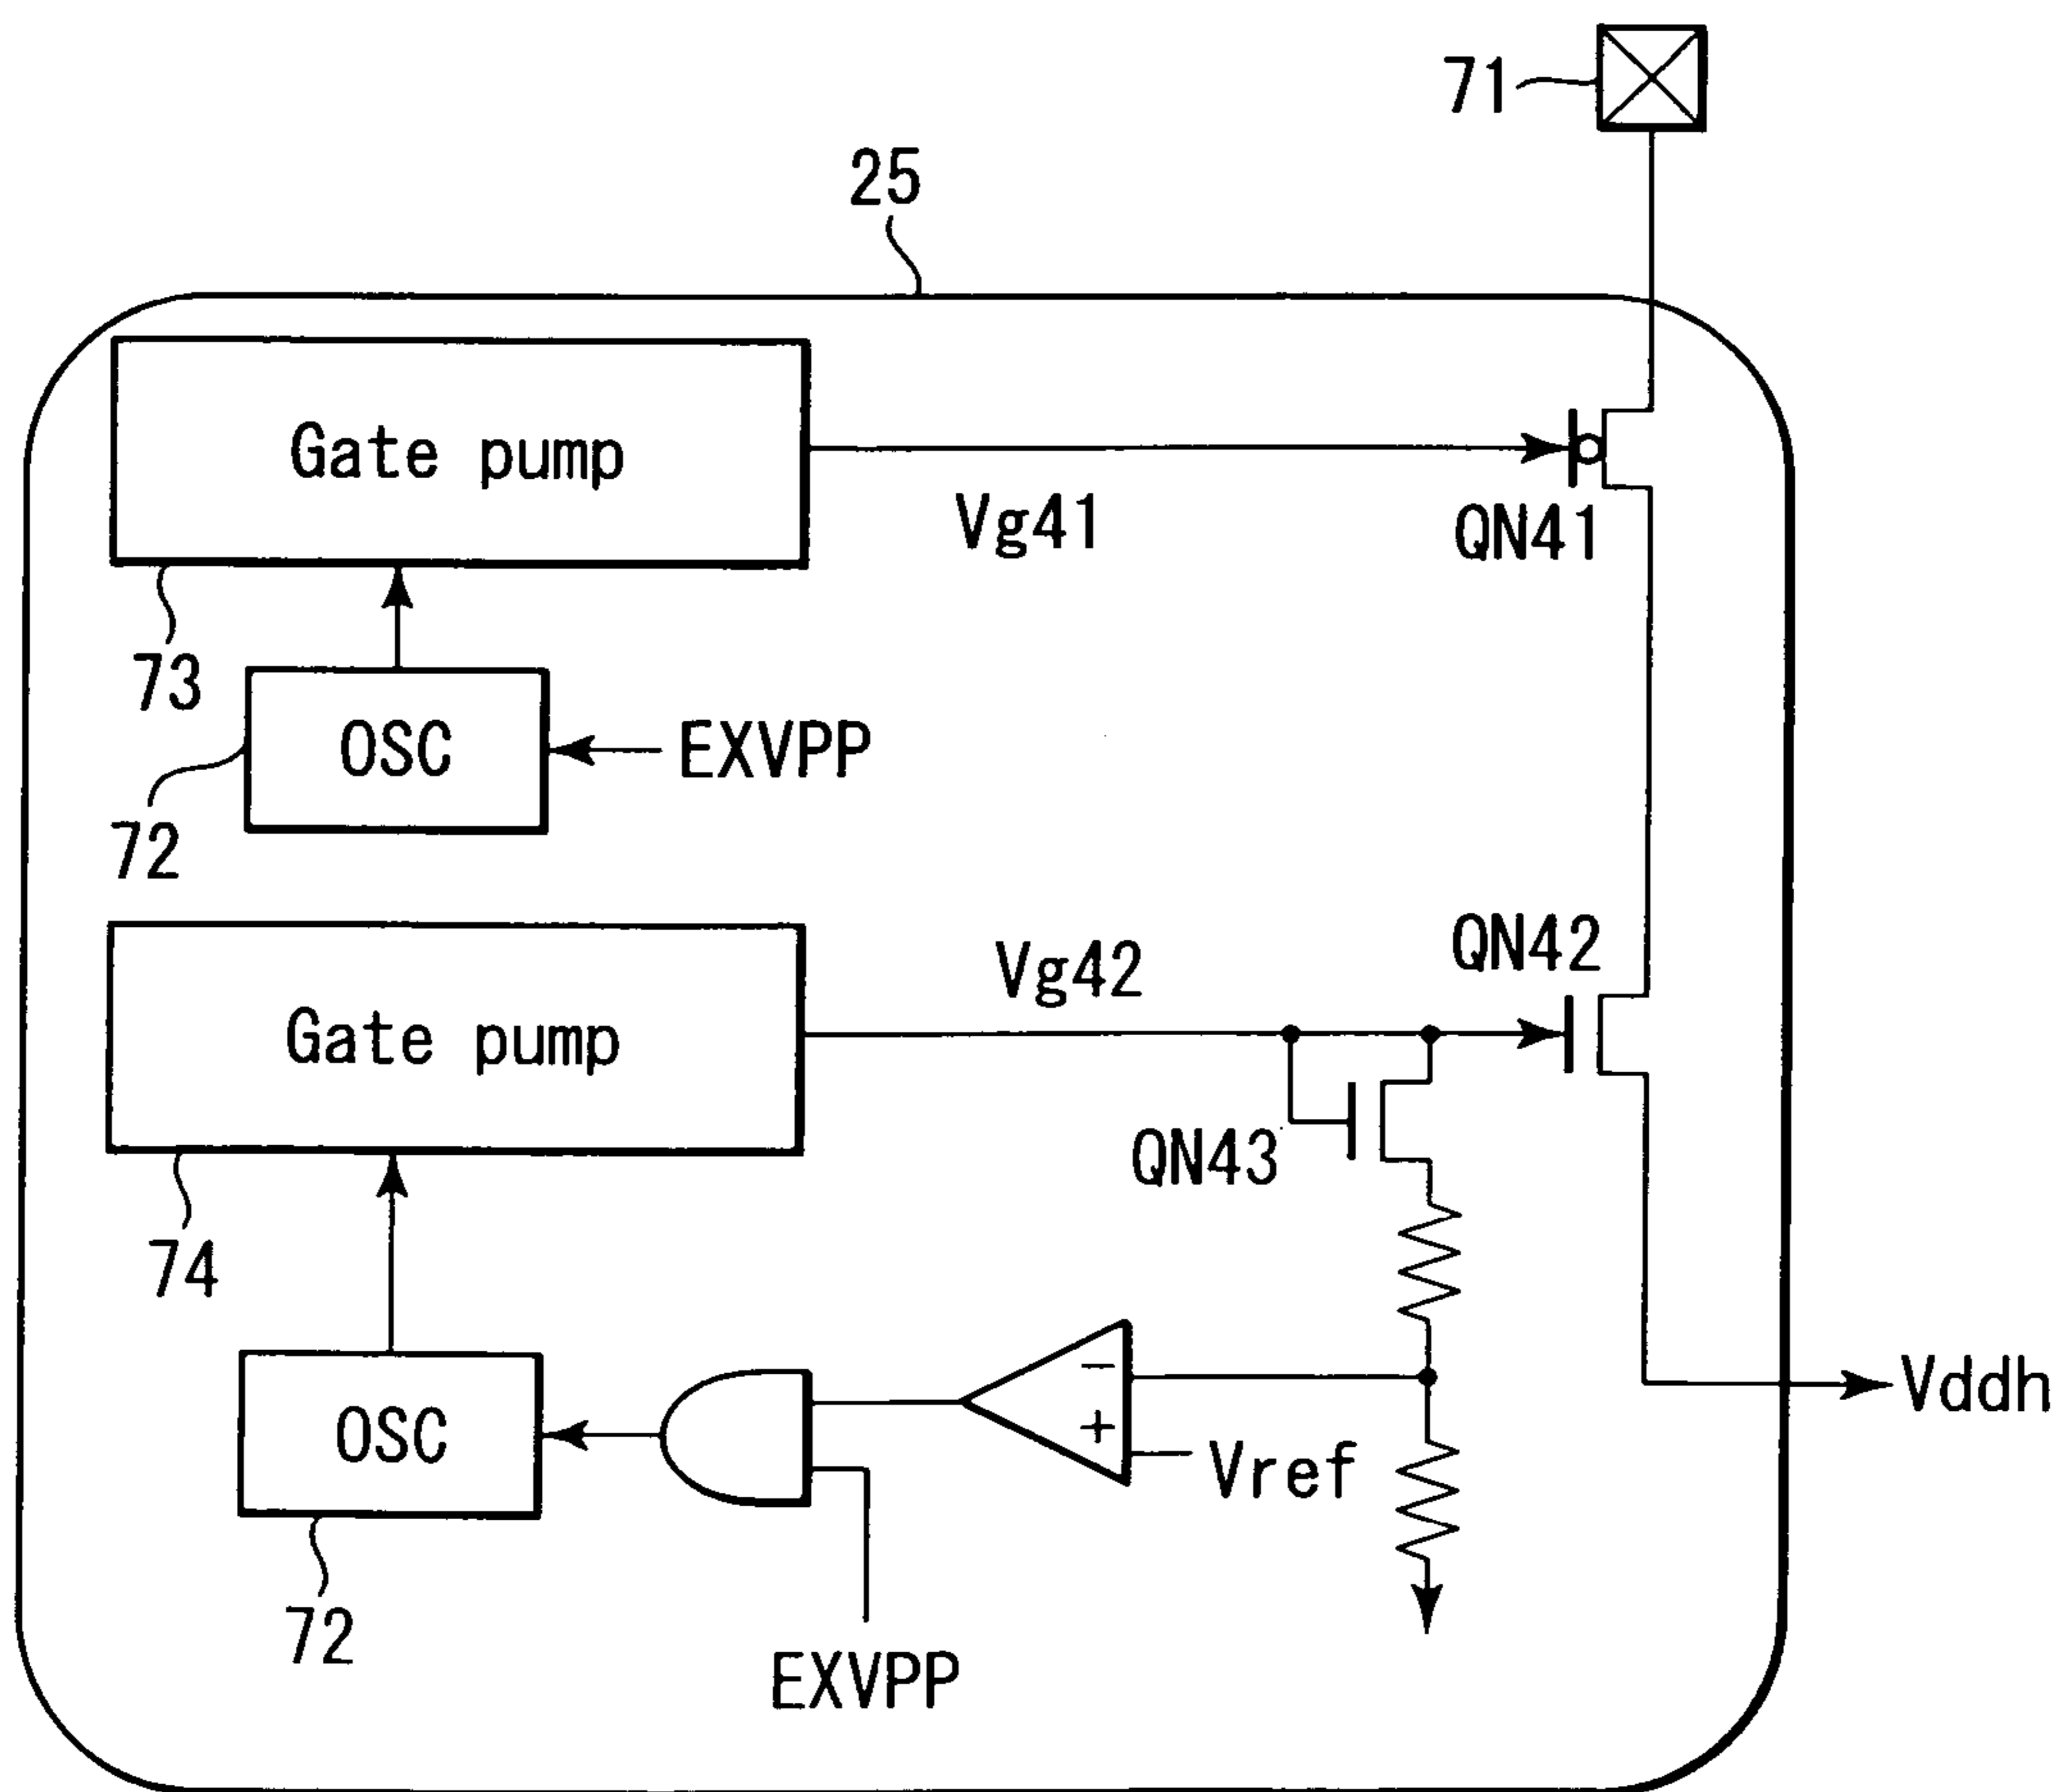 71
25
Gate pump
Vg41
QN41
73
OSC
EXVPP
72
QN42
Vg42
Gate pump
QN43
74
−
Vddh
OSC
+
Vref
72
EXVPP